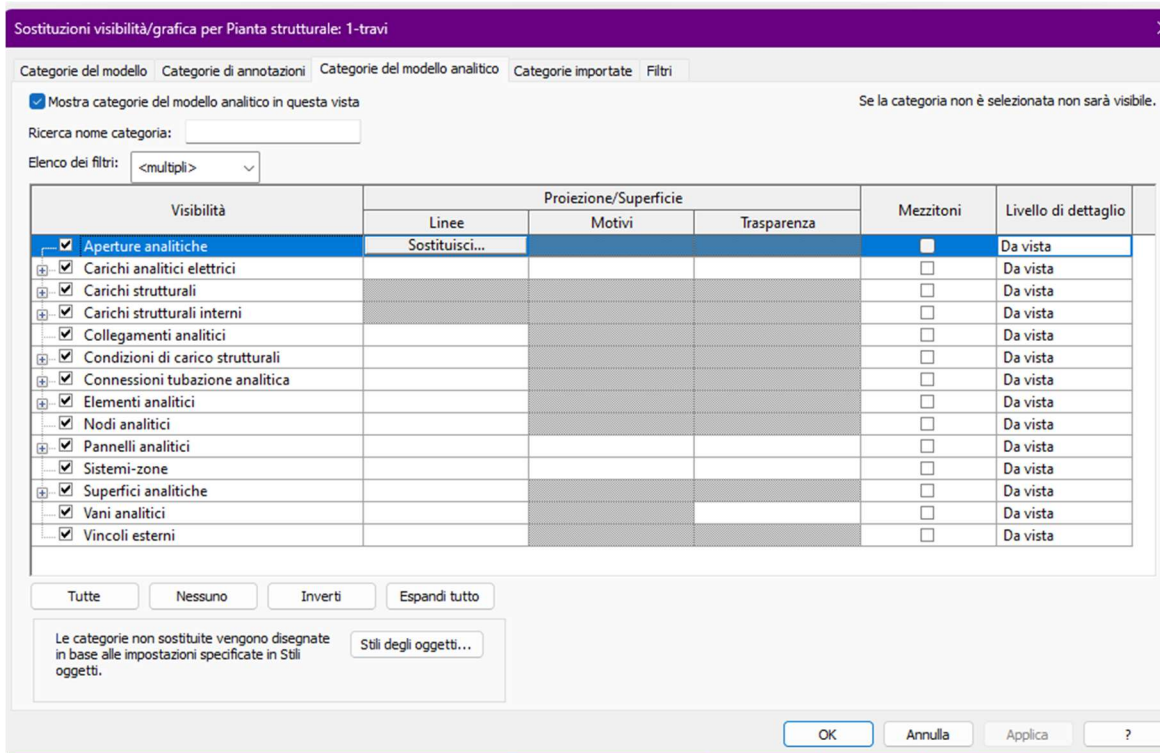 Sostituzioni visibilità/grafica per Pianta strutturale: 1-travi
Categorie del modello Categorie di annotazioni Categorie del modello analitico Categorie importate Filtri
Mostra categorie del modello analitico in questa vista Se la categoria non è selezionata non sarà visibile.
Ricerca nome categoria:
Elenco dei filtri: <multipli>
Visibilità Proiezione/Superficie Mezzitoni Livello di dettaglio
Linee Motivi Trasparenza
Aperture analitiche Sostituisci... Da vista
Carichi analitici elettrici Da vista
Carichi strutturali Da vista
Carichi strutturali interni Da vista
Collegamenti analitici Da vista
Condizioni di carico strutturali Da vista
Connessioni tubazione analitica Da vista
Elementi analitici Da vista
Nodi analitici Da vista
Pannelli analitici Da vista
Sistemi-zone Da vista
Superfici analitiche Da vista
Vani analitici Da vista
Vincoli esterni Da vista
Tutte Nessuno Inverti Espandi tutto
Le categorie non sostituite vengono disegnate
in base alle impostazioni specificate in Stili
oggetti.
Stili degli oggetti...
OK Annulla Applica ?